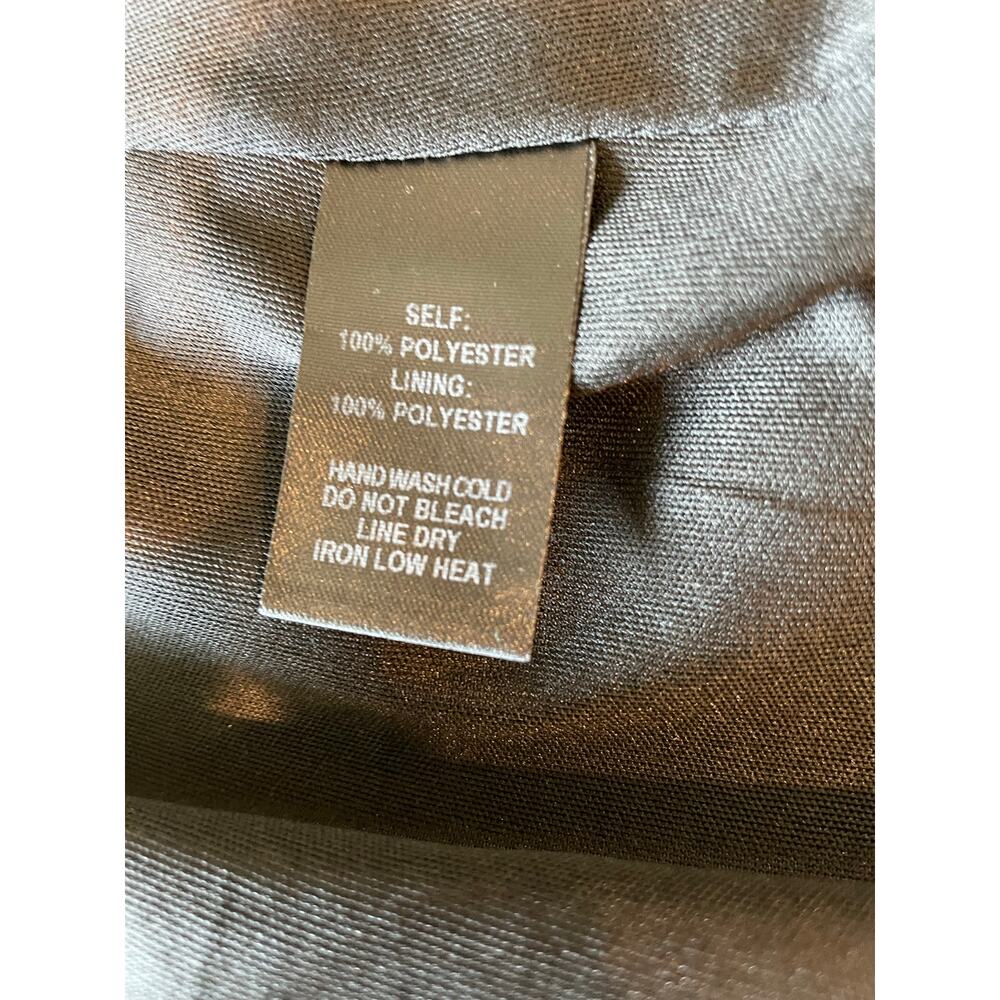 SELF:
100% POLYESTER
LINING:
100% POLYESTER
HAND WASH COLD
DO NOT BLEACH
LINE DRY
IRON LOW HEAT